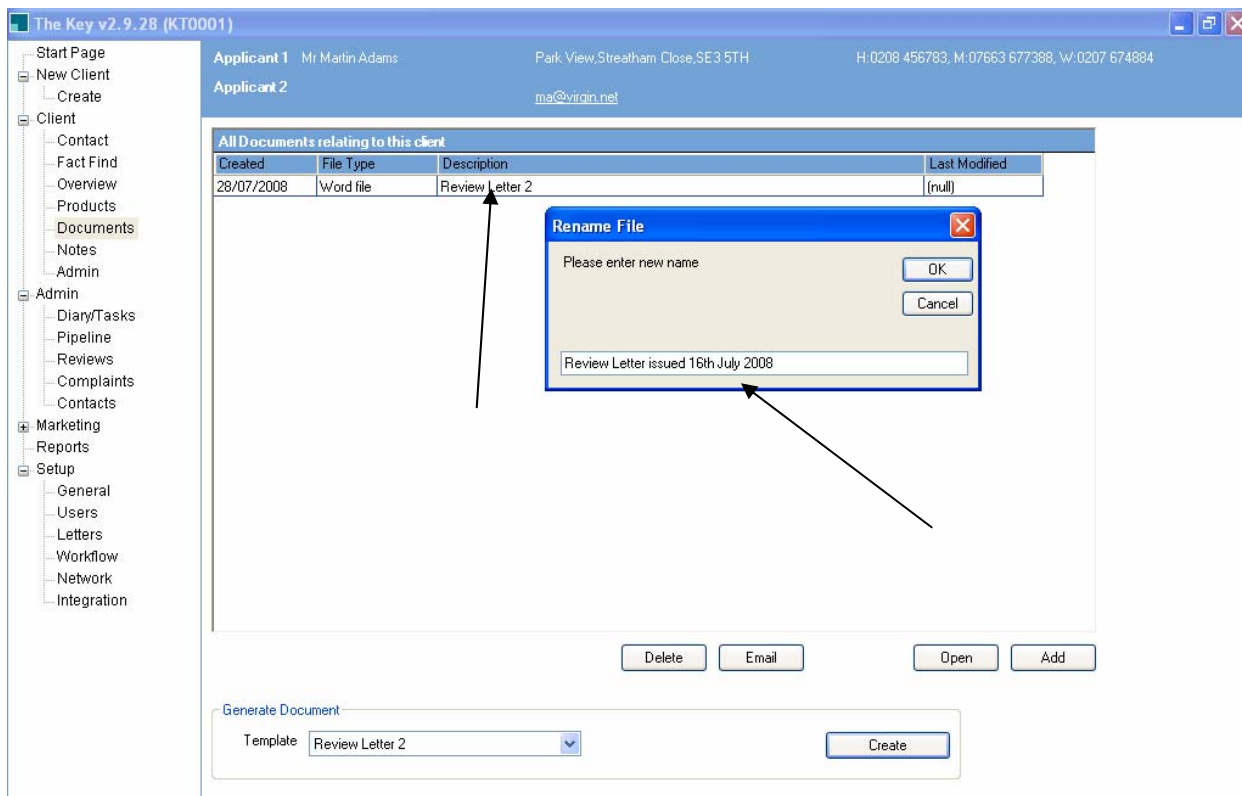 The Key v2.9.28 (KT0001)
Start Page
New Client
Create
Client
Contact
Fact Find
Overview
Products
Documents
Notes
Admin
Admin
Diary/Tasks
Pipeline
Reviews
Complaints
Contacts
Marketing
Reports
Setup
General
Users
Letters
Workflow
Network
Integration
Applicant 1 Mr Martin Adams Park View,Streatham Close,SE3 5TH H:0208 456783, M:07663 677388, W:0207 674884
Applicant 2 ma@virgin.net
All Documents relating to this client
Created File Type Description Last Modified
28/07/2008 Word file Review Letter 2 (null)
Rename File
Please enter new name
OK
Cancel
Review Letter issued 16th July 2008
Delete Email Open Add
Generate Document
Template Review Letter 2 Create